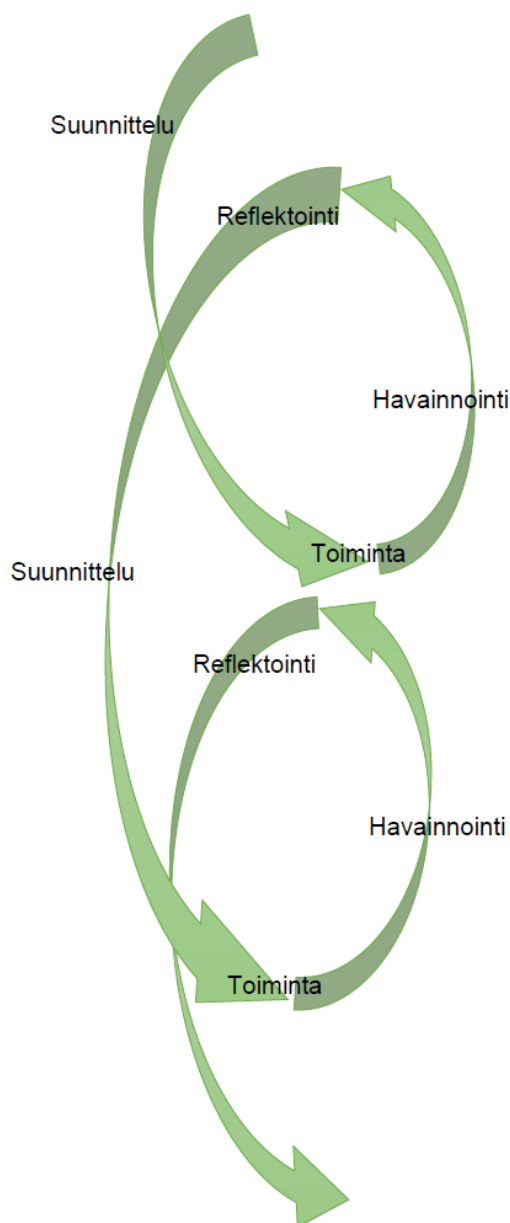 Suunnittelu
Reflektointi
Havainnointi
Toiminta
Suunnittelu
Reflektointi
Havainnointi
Toiminta